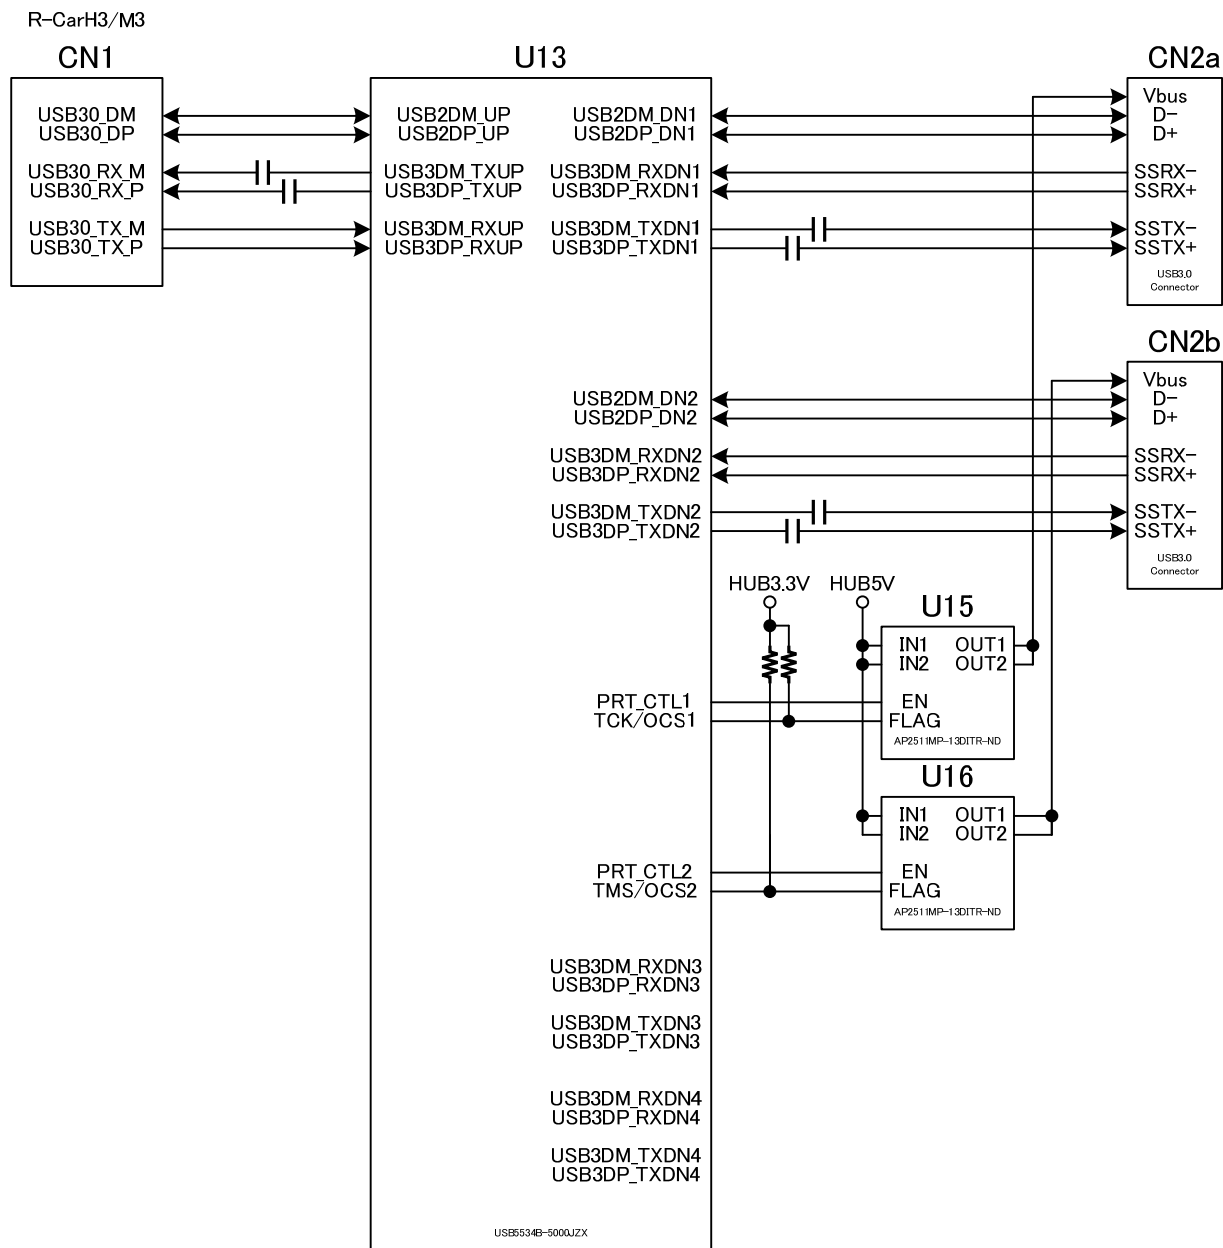 R-CarH3/M3
CN1
USB30_DM
USB30_DP
USB30_RX_M
USB30_RX_P
USB30_TX_M
USB30_TX_P
U13
USB2DM_UP
USB2DP_UP
USB3DM_TXUP
USB3DP_TXUP
USB3DM_RXUP
USB3DP_RXUP
USB2DM_DN1
USB2DP_DN1
USB3DM_RXDN1
USB3DP_RXDN1
USB3DM_TXDN1
USB3DP_TXDN1
USB2DM_DN2
USB2DP_DN2
USB3DM_RXDN2
USB3DP_RXDN2
USB3DM_TXDN2
USB3DP_TXDN2
PRT_CTL1
TCK/OCS1
PRT_CTL2
TMS/OCS2
USB3DM_RXDN3
USB3DP_RXDN3
USB3DM_TXDN3
USB3DP_TXDN3
USB3DM_RXDN4
USB3DP_RXDN4
USB3DM_TXDN4
USB3DP_TXDN4
USB5534B-5000JZX
CN2a
Vbus
D-
D+
SSRX-
SSRX+
SSTX-
SSTX+
USB3.0
Connector
CN2b
Vbus
D-
D+
SSRX-
SSRX+
SSTX-
SSTX+
USB3.0
Connector
HUB3.3V
HUB5V
U15
IN1 OUT1
IN2 OUT2
EN
FLAG
AP2511MP-13DITR-ND
U16
IN1 OUT1
IN2 OUT2
EN
FLAG
AP2511MP-13DITR-ND